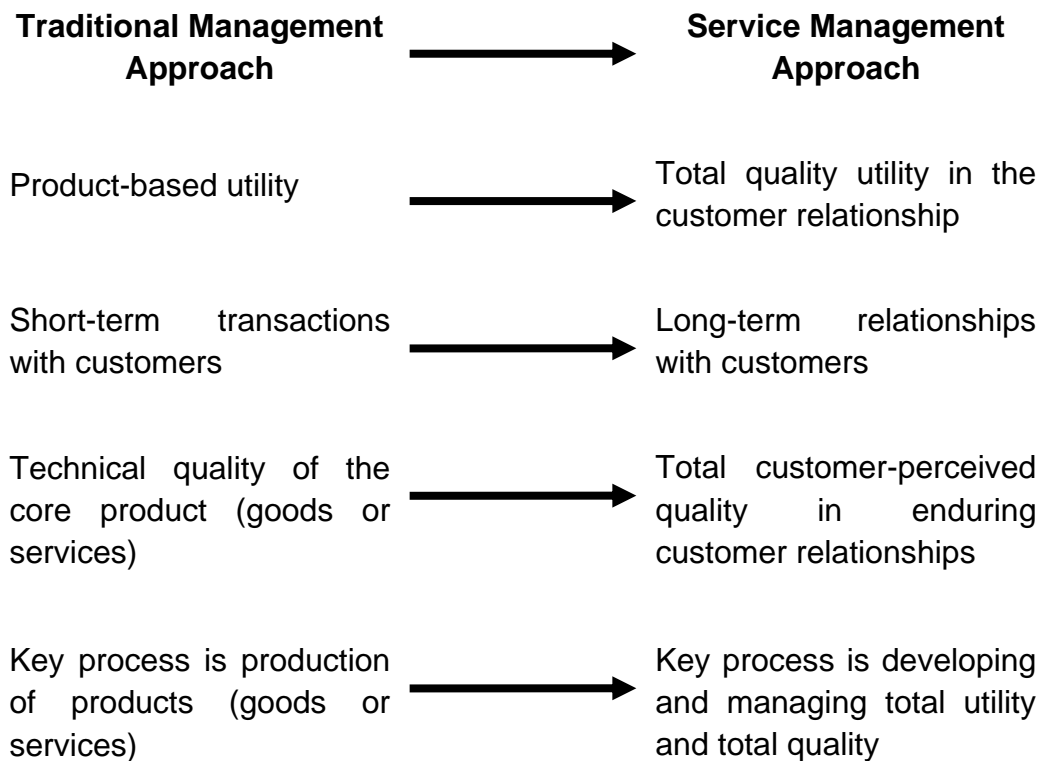 Traditional Management
Approach
Service Management
Approach
Product-based utility
Total quality utility in the
customer relationship
Short-term transactions
with customers
Long-term relationships
with customers
Technical quality of the
core product (goods or
services)
Total customer-perceived
quality in enduring
customer relationships
Key process is production
of products (goods or
services)
Key process is developing
and managing total utility
and total quality